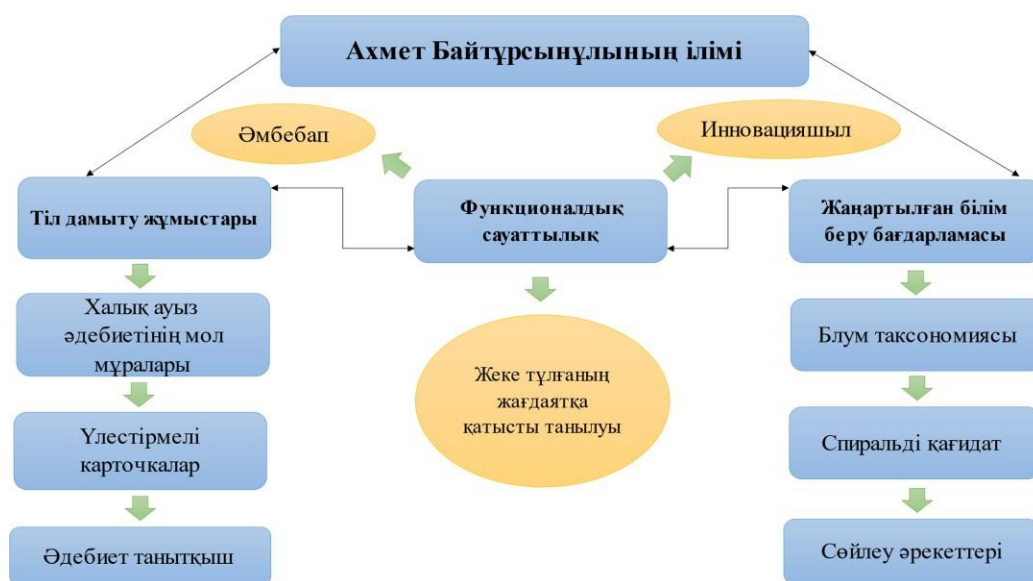 Ахмет Байтұрсынұлының ілімі
Әмбебап
Инновацияшыл
Тіл дамыту жұмыстары
Функционалдық
сауаттылық
Жаңартылған білім
беру бағдарламасы
Халық ауыз
әдебиетінің мол
мұралары
Жеке тұлғаның
жағдаятқа
қатысты танылуы
Блум таксономиясы
Үлестірмелі
карточкалар
Спиральді қағидат
Әдебиет танытқыш
Сөйлеу әрекеттері